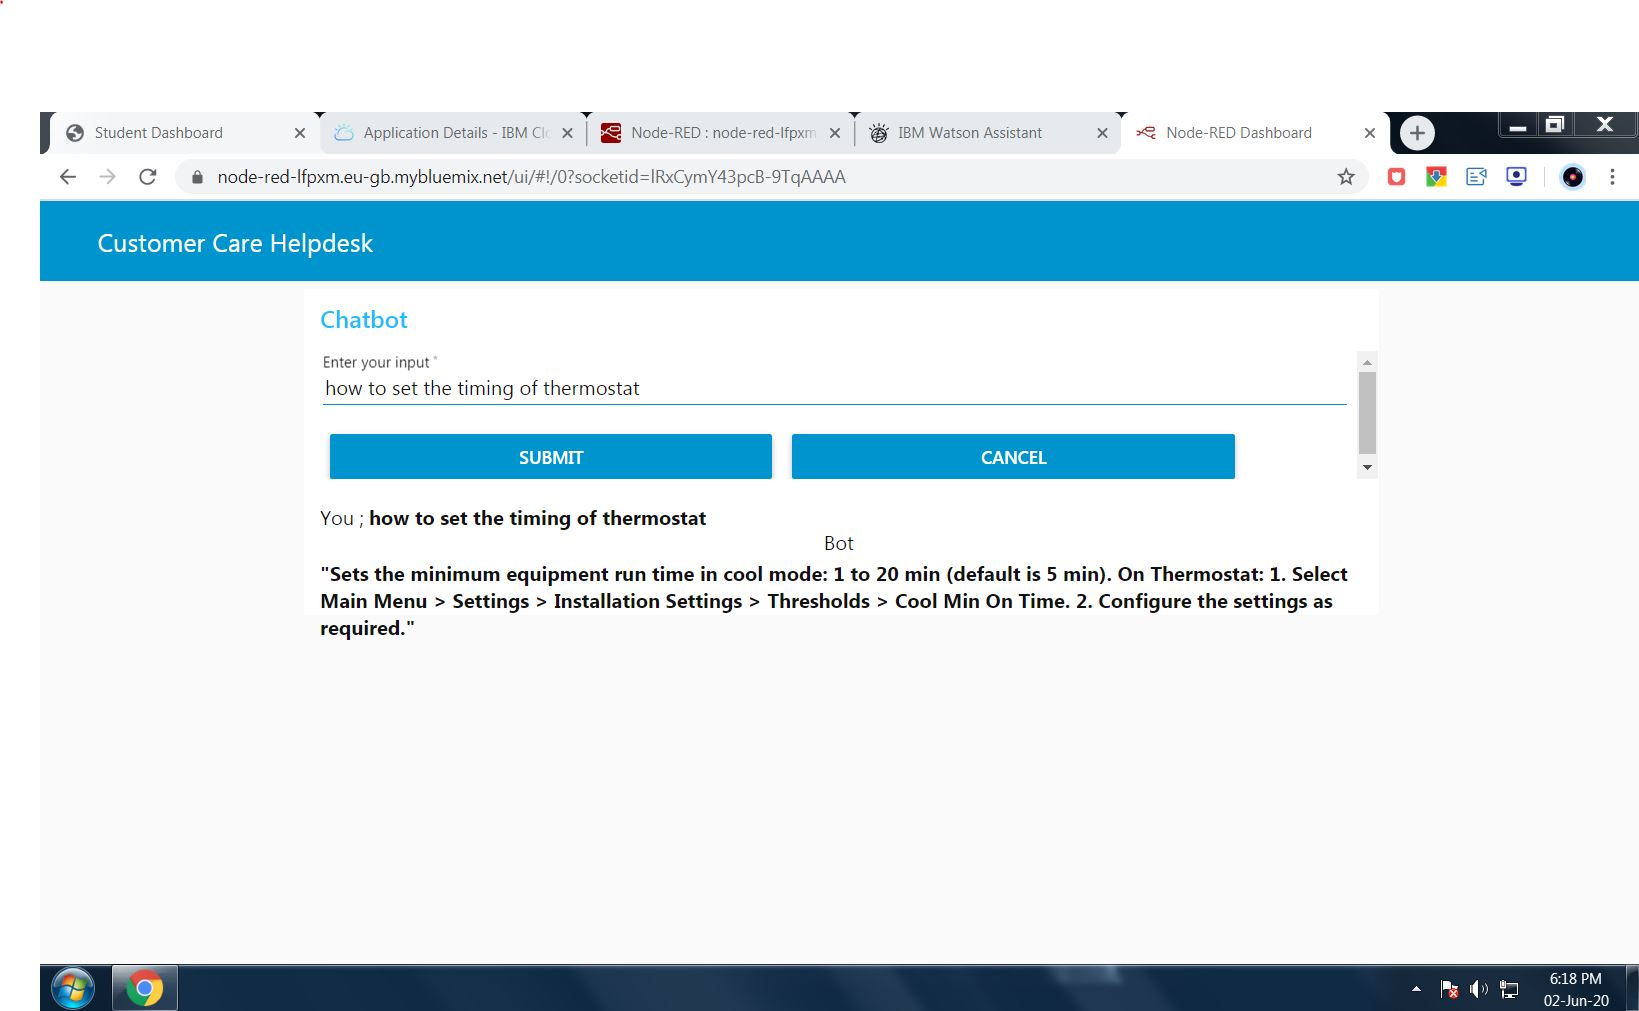 Student Dashboard
Application Details - IBM Clo
Node-RED : node-red-lfpxm
IBM Watson Assistant
Node-RED Dashboard
node-red-lfpxm.eu-gb.mybluemix.net/ui/#!/0?socketid=lRxCymY43pcB-9TqAAAA
Customer Care Helpdesk
Chatbot
Enter your input *
how to set the timing of thermostat
SUBMIT
CANCEL
You ; how to set the timing of thermostat
Bot
"Sets the minimum equipment run time in cool mode: 1 to 20 min (default is 5 min). On Thermostat: 1. Select
Main Menu > Settings > Installation Settings > Thresholds > Cool Min On Time. 2. Configure the settings as
required."
6:18 PM
02-Jun-20